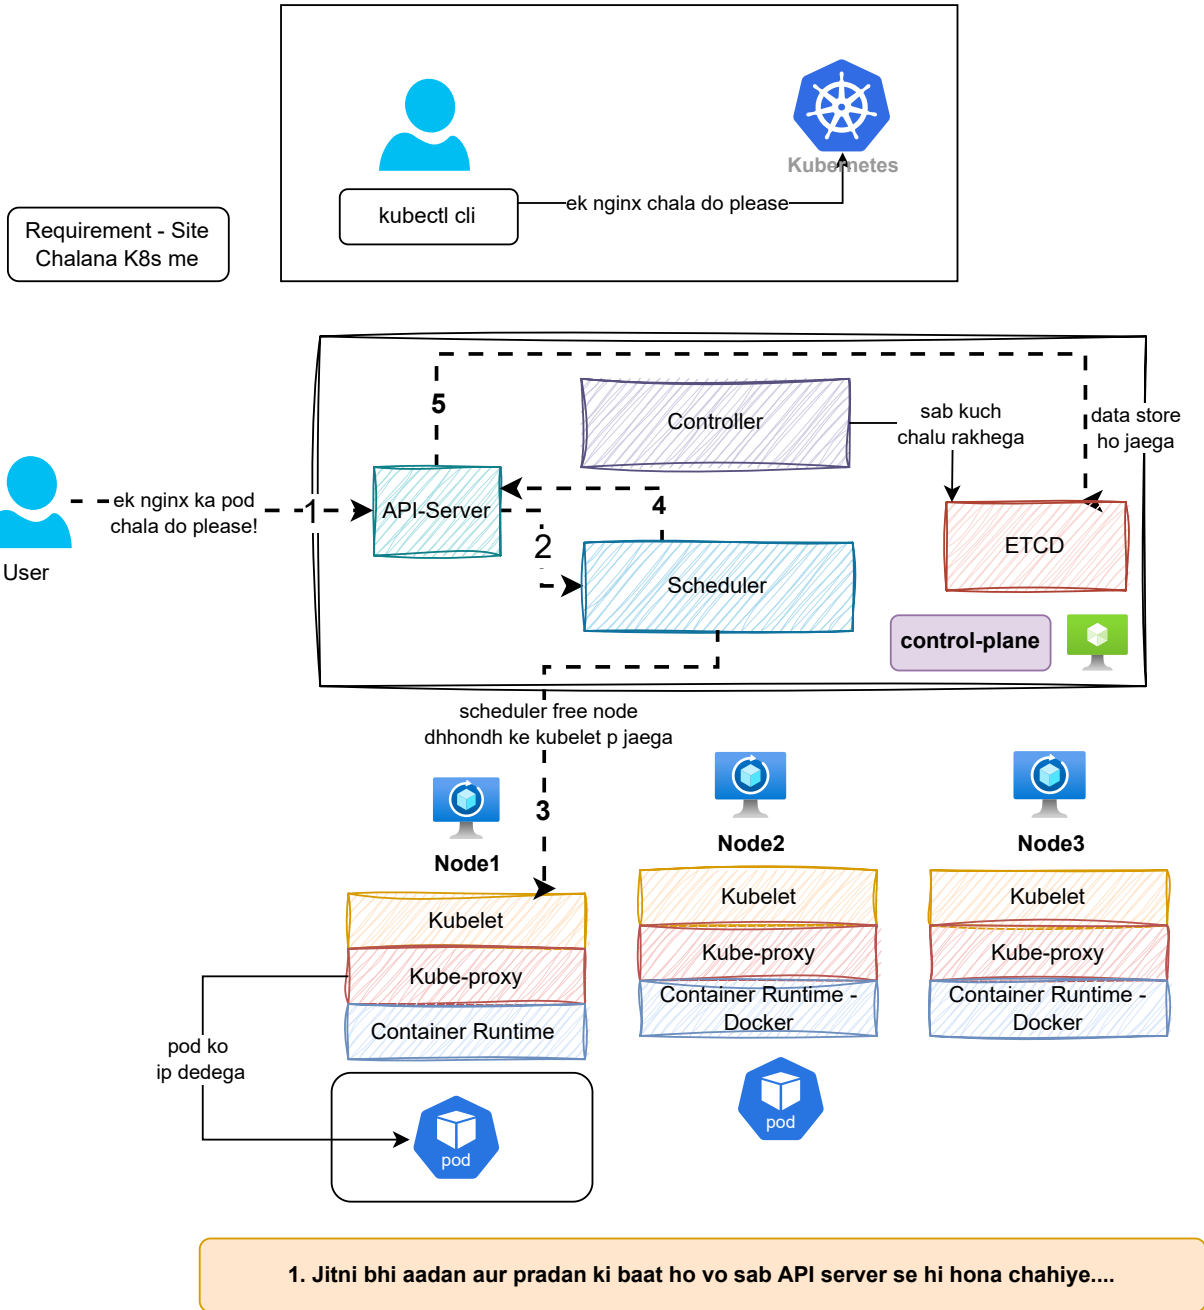 Kubernetes
kubectl cli
ek nginx chala do please
Requirement - Site
Chalana K8s me
5
Controller
sab kuch
chalu rakhega
data store
ho jaega
ek nginx ka pod
chala do please!
1
API-Server
4
2
ETCD
User
Scheduler
control-plane
scheduler free node
dhhondh ke kubelet p jaega
3
Node1
Node2
Node3
Kubelet
Kube-proxy
Container Runtime
Kubelet
Kube-proxy
Container Runtime -
Docker
Kubelet
Kube-proxy
Container Runtime -
Docker
pod ko
ip dedega
pod
pod
1. Jitni bhi aadan aur pradan ki baat ho vo sab API server se hi hona chahiye....